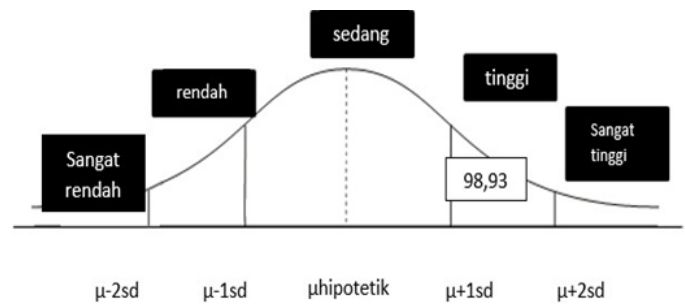 sedang
rendah
tinggi
Sangat
rendah
Sangat
tinggi
98,93
μ-2sd μ-1sd μhipotetik μ+1sd μ+2sd